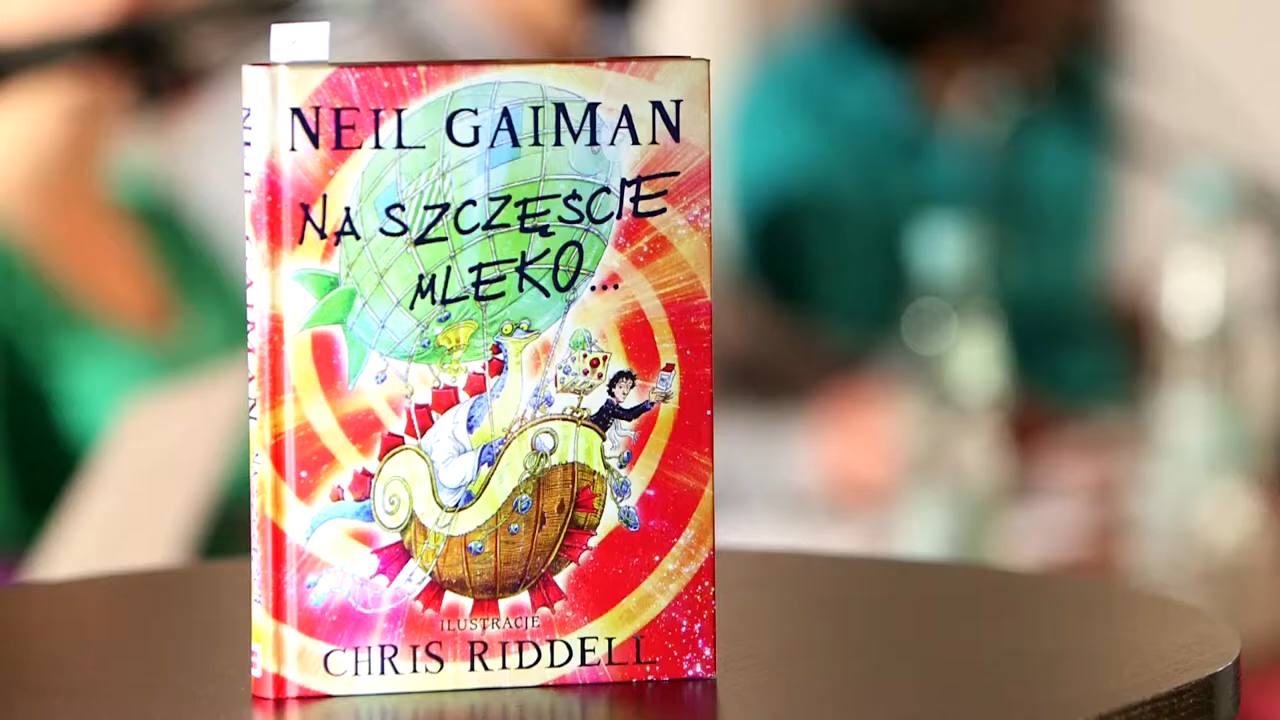 NEIL GAIMAN
NA SZCZĘŚCIE
MLEKO...
ILUSTRACJE
CHRIS RIDDELL